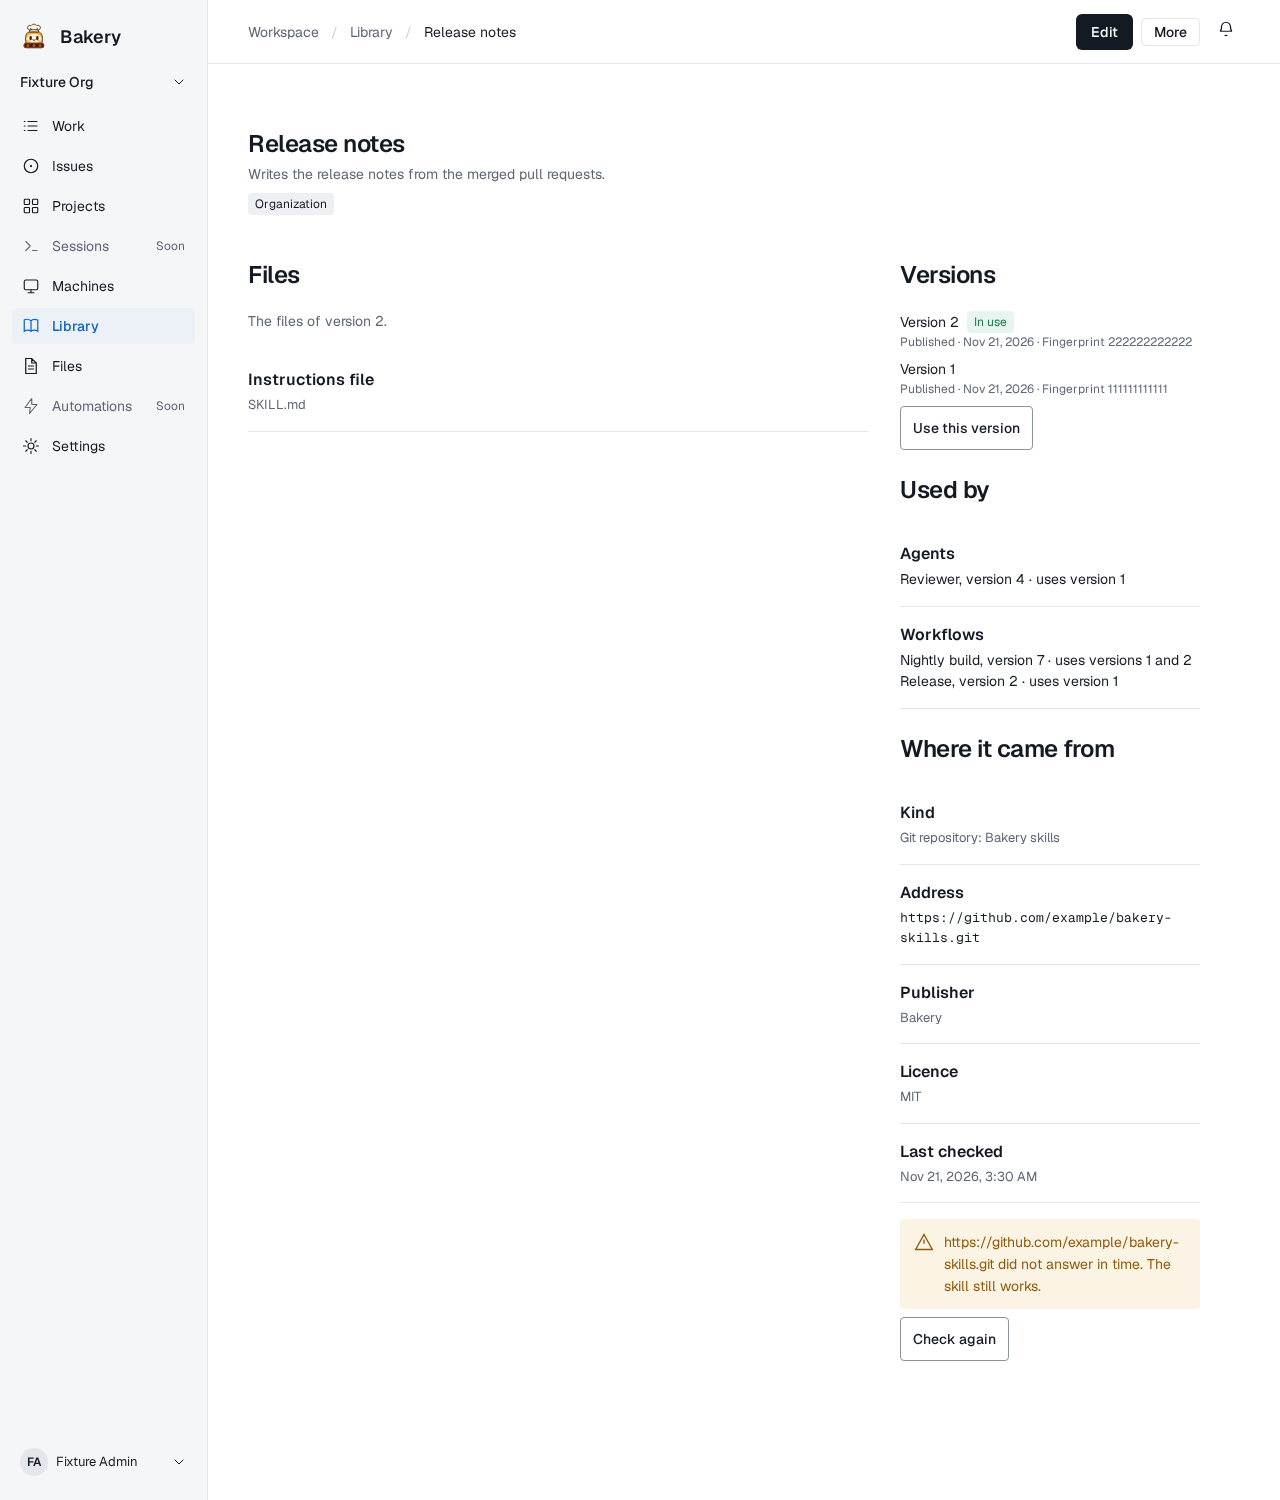 Bakery
Fixture Org
Work
Issues
Projects
Sessions Soon
Machines
Library
Files
Automations Soon
Settings
FA Fixture Admin
Workspace / Library / Release notes
Edit
More
Release notes
Writes the release notes from the merged pull requests.
Organization
Files
The files of version 2.
Instructions file
SKILL.md
Versions
Version 2 In use
Published · Nov 21, 2026 · Fingerprint 222222222222
Version 1
Published · Nov 21, 2026 · Fingerprint 111111111111
Use this version
Used by
Agents
Reviewer, version 4 · uses version 1
Workflows
Nightly build, version 7 · uses versions 1 and 2
Release, version 2 · uses version 1
Where it came from
Kind
Git repository: Bakery skills
Address
https://github.com/example/bakery-
skills.git
Publisher
Bakery
Licence
MIT
Last checked
Nov 21, 2026, 3:30 AM
https://github.com/example/bakery-
skills.git did not answer in time. The
skill still works.
Check again